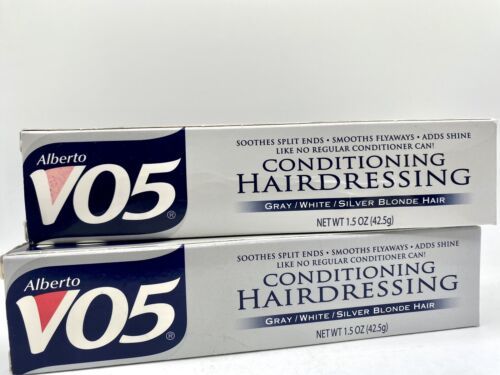 Alberto
VO5®
SOOTHES SPLIT ENDS • SMOOTHS FLYAWAYS • ADDS SHINE
LIKE NO REGULAR CONDITIONER CAN!
CONDITIONING
HAIRDRESSING
GRAY/WHITE/SILVER BLONDE HAIR
NET WT 1.5 OZ (42.5g)
Alberto
VO5®
SOOTHES SPLIT ENDS • SMOOTHS FLYAWAYS • ADDS SHINE
LIKE NO REGULAR CONDITIONER CAN!
CONDITIONING
HAIRDRESSING
GRAY/WHITE/SILVER BLONDE HAIR
NET WT 1.5 OZ (42.5g)